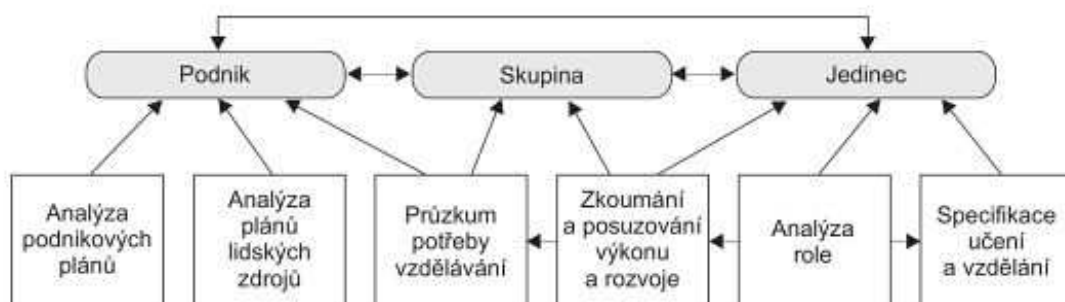 Podnik
Skupina
Jedinec
Analýza
podnikových
plánů
Analýza
plánů
lidských
zdrojů
Průzkum
potřeby
vzdělávání
Zkoumání
a posuzování
výkonu
a rozvoje
Analýza
role
Specifikace
učení
a vzdělání